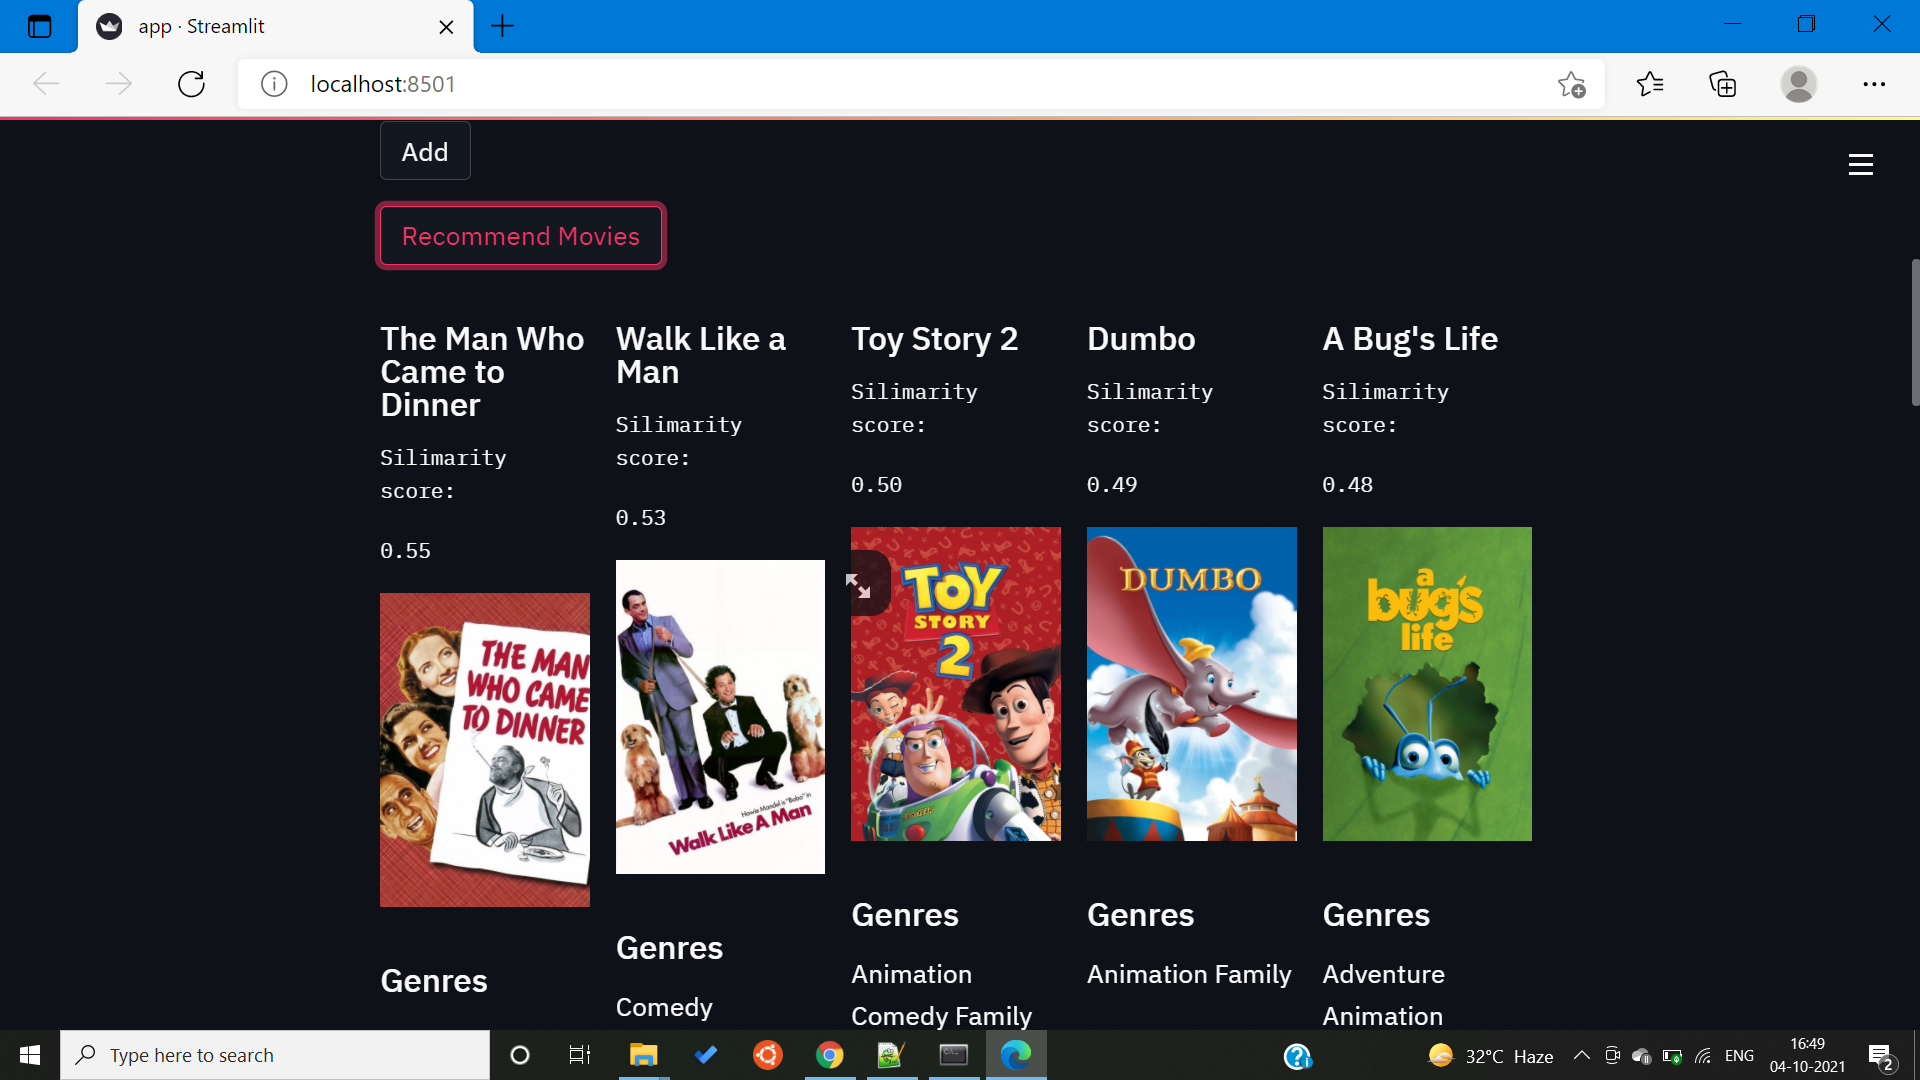 app · Streamlit
localhost:8501
Add
Recommend Movies
The Man Who
Came to
Dinner
Silimarity
score:
0.55
THE MAN
WHO CAME
TO DINNER
Genres
Walk Like a
Man
Silimarity
score:
0.53
Howie Mandel is "Bobo" in
Walk Like A Man
Genres
Comedy
Toy Story 2
Silimarity
score:
0.50
TOY
STORY
2
Genres
Animation
Comedy Family
Dumbo
Silimarity
score:
0.49
DUMBO
Genres
Animation Family
A Bug's Life
Silimarity
score:
0.48
a
bug's
life
Genres
Adventure
Animation
Type here to search
32°C Haze
ENG
16:49
04-10-2021
2